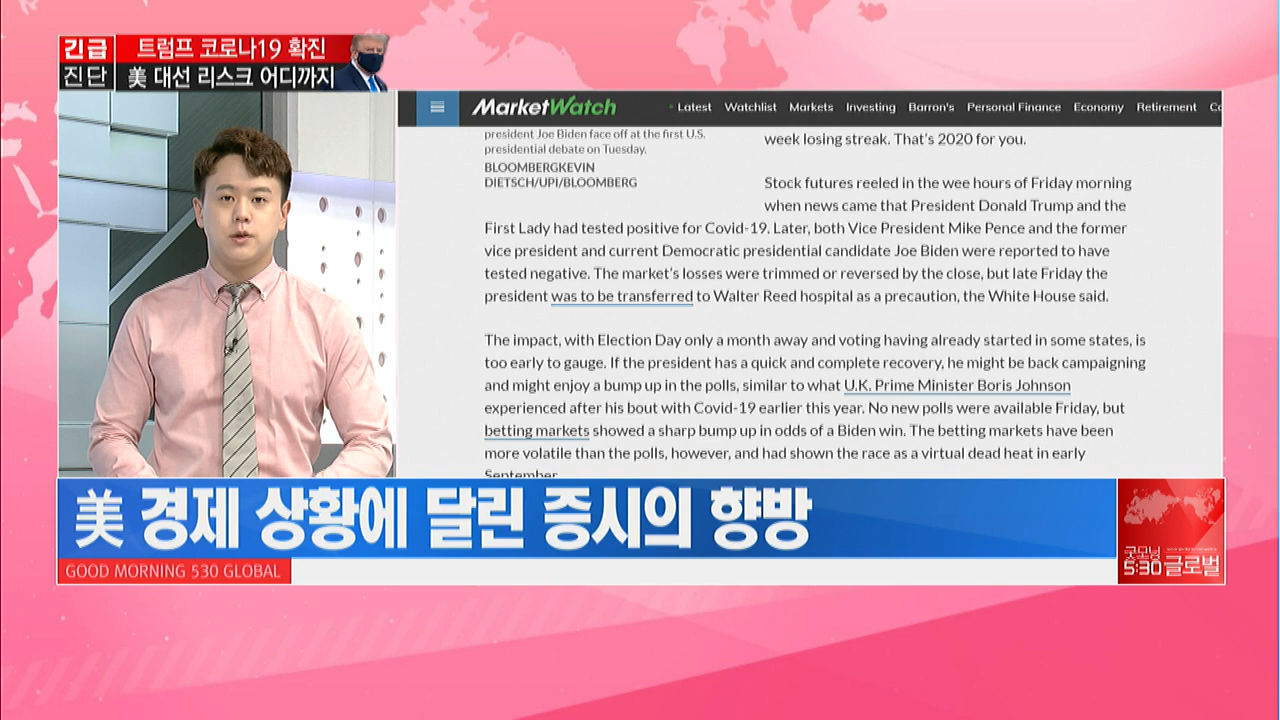 긴급 트럼프 코로나19 확진
진단 美 대선 리스크 어디까지
MarketWatch
Latest Watchlist Markets Investing Barron's Personal Finance Economy Retirement Co
president Joe Biden face off at the first U.S.
presidential debate on Tuesday.
BLOOMBERGKEVIN
DIETSCH/UPI/BLOOMBERG
week losing streak. That's 2020 for you.
Stock futures reeled in the wee hours of Friday morning
when news came that President Donald Trump and the
First Lady had tested positive for Covid-19. Later, both Vice President Mike Pence and the former
vice president and current Democratic presidential candidate Joe Biden were reported to have
tested negative. The market's losses were trimmed or reversed by the close, but late Friday the
president was to be transferred to Walter Reed hospital as a precaution, the White House said.
The impact, with Election Day only a month away and voting having already started in some states, is
too early to gauge. If the president has a quick and complete recovery, he might be back campaigning
and might enjoy a bump up in the polls, similar to what U.K. Prime Minister Boris Johnson
experienced after his bout with Covid-19 earlier this year. No new polls were available Friday, but
betting markets showed a sharp bump up in odds of a Biden win. The betting markets have been
more volatile than the polls, however, and had shown the race as a virtual dead heat in early
September.
美 경제 상황에 달린 증시의 향방
GOOD MORNING 530 GLOBAL
굿모닝
5:30 글로벌